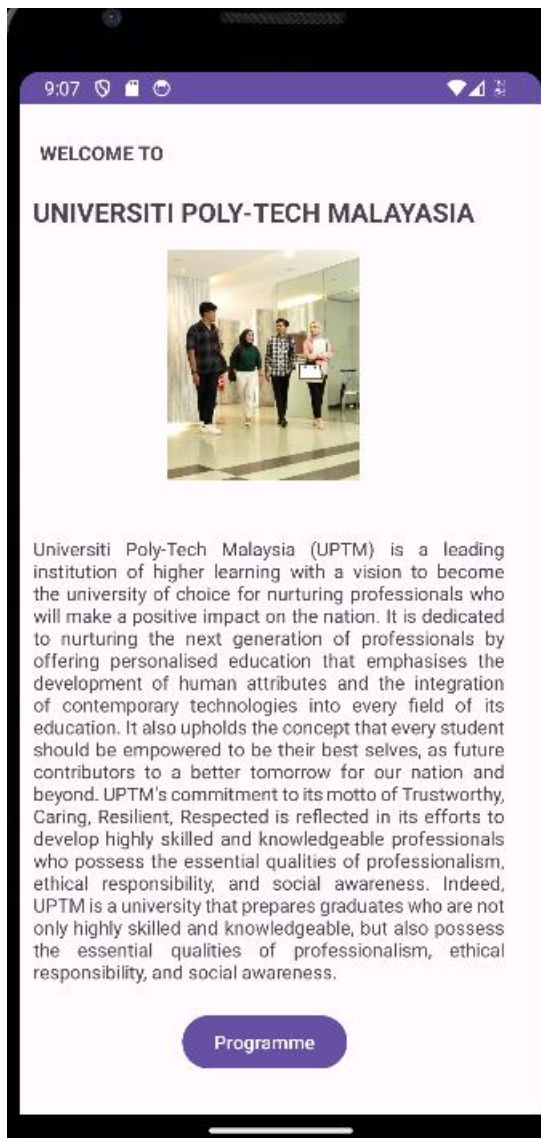 9:07
WELCOME TO
UNIVERSITI POLY-TECH MALAYASIA
Universiti Poly-Tech Malaysia (UPTM) is a leading
institution of higher learning with a vision to become
the university of choice for nurturing professionals who
will make a positive impact on the nation. It is dedicated
to nurturing the next generation of professionals by
offering personalised education that emphasises the
development of human attributes and the integration
of contemporary technologies into every field of its
education. It also upholds the concept that every student
should be empowered to be their best selves, as future
contributors to a better tomorrow for our nation and
beyond. UPTM's commitment to its motto of Trustworthy,
Caring, Resilient, Respected is reflected in its efforts to
develop highly skilled and knowledgeable professionals
who possess the essential qualities of professionalism,
ethical responsibility, and social awareness. Indeed,
UPTM is a university that prepares graduates who are not
only highly skilled and knowledgeable, but also possess
the essential qualities of professionalism, ethical
responsibility, and social awareness.
Programme